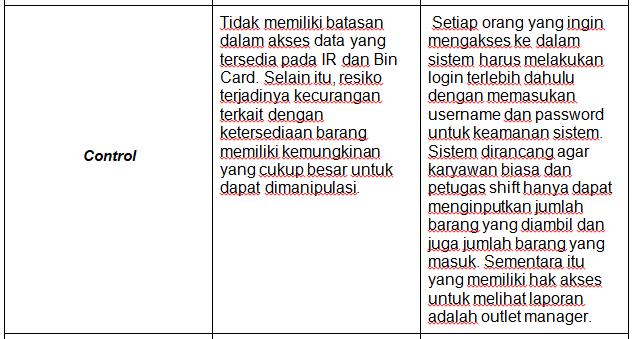 Control
Tidak memiliki batasan
dalam akses data yang
tersedia pada IR dan Bin
Card. Selain itu, resiko
terjadinya kecurangan
terkait dengan
ketersediaan barang
memiliki kemungkinan
yang cukup besar untuk
dapat dimanipulasi.
Setiap orang yang ingin
mengakses ke dalam
sistem harus melakukan
login terlebih dahulu
dengan memasukan
username dan password
untuk keamanan sistem.
Sistem dirancang agar
karyawan biasa dan
petugas shift hanya dapat
menginputkan jumlah
barang yang diambil dan
juga jumlah barang yang
masuk. Sementara itu
yang memiliki hak akses
untuk melihat laporan
adalah outlet manager.